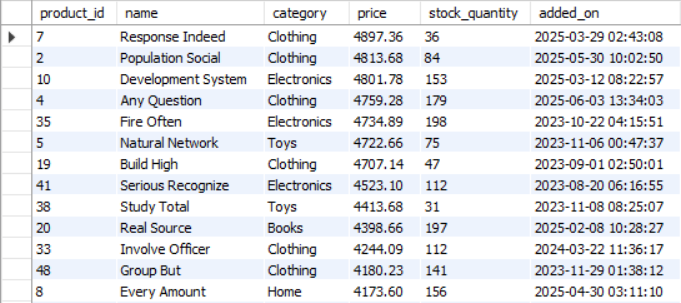 product_id name category price stock_quantity added_on
7 Response Indeed Clothing 4897.36 36 2025-03-29 02:43:08
2 Population Social Clothing 4813.68 84 2025-05-30 10:02:50
10 Development System Electronics 4801.78 153 2025-03-12 08:22:57
4 Any Question Clothing 4759.28 179 2025-06-03 13:34:03
35 Fire Often Electronics 4734.89 198 2023-10-22 04:15:51
5 Natural Network Toys 4722.66 75 2023-11-06 00:47:37
19 Build High Clothing 4707.14 47 2023-09-01 02:50:01
41 Serious Recognize Electronics 4523.10 112 2023-08-20 06:16:55
38 Study Total Toys 4413.68 31 2023-11-08 08:25:07
20 Real Source Books 4398.66 197 2025-02-08 10:28:27
33 Involve Officer Clothing 4244.09 112 2024-03-22 11:36:17
48 Group But Clothing 4180.23 141 2023-11-29 01:38:12
8 Every Amount Home 4173.60 156 2025-04-30 03:11:10